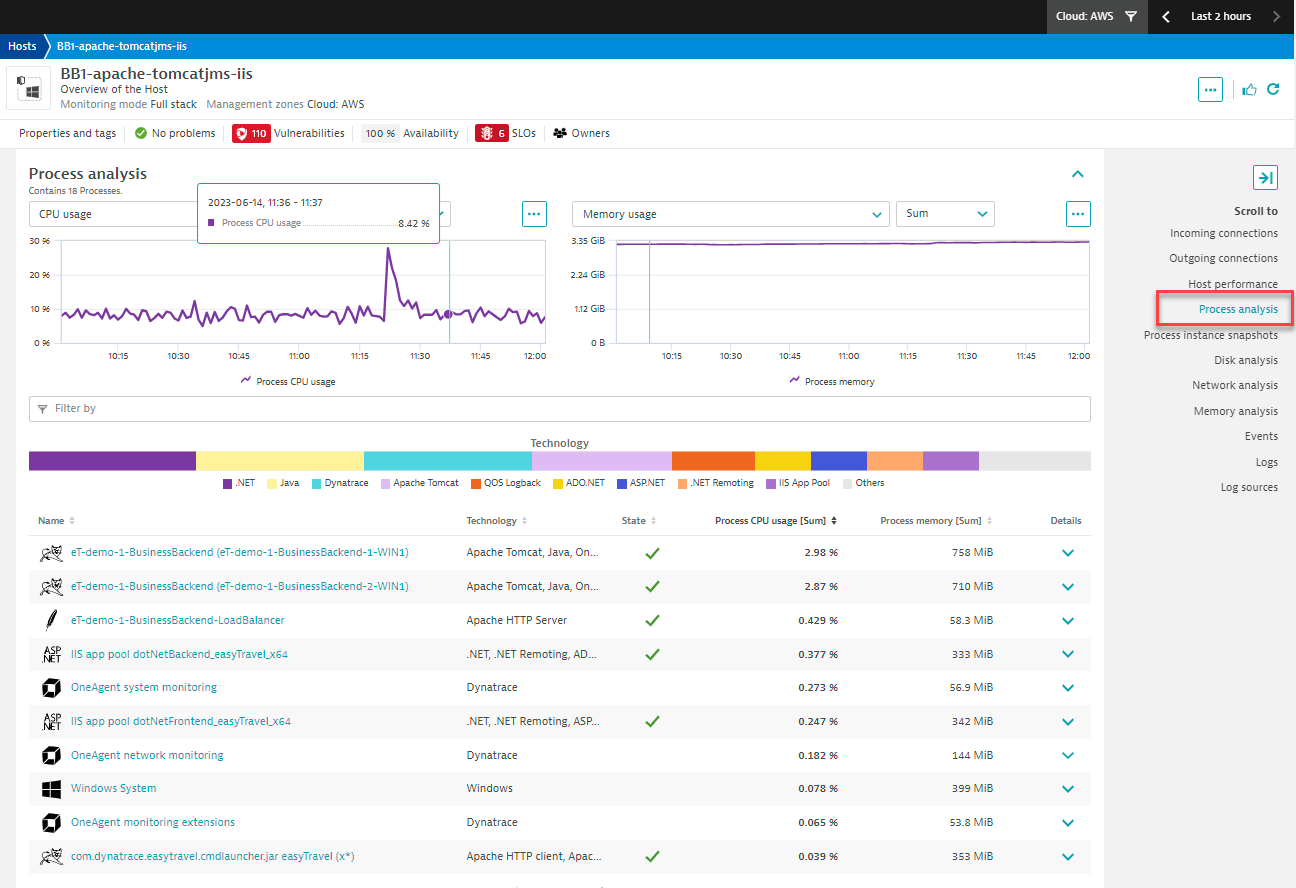 Cloud: AWS
Last 2 hours
Hosts
BB1-apache-tomcatjms-iis
BB1-apache-tomcatjms-iis
Overview of the Host
Monitoring mode Full stack Management zones Cloud: AWS
Properties and tags
No problems
110 Vulnerabilities
100 % Availability
6 SLOs
Owners
Process analysis
Contains 18 Processes.
CPU usage
2023-06-14, 11:36 - 11:37
Process CPU usage 8.42 %
30 %
20 %
10 %
0 %
10:15 10:30 10:45 11:00 11:15 11:30 11:45 12:00
Process CPU usage
Memory usage
Sum
3.35 GiB
2.24 GiB
1.12 GiB
0 B
10:15 10:30 10:45 11:00 11:15 11:30 11:45 12:00
Process memory
Filter by
Technology
.NET Java Dynatrace Apache Tomcat QOS Logback ADO.NET ASP.NET .NET Remoting IIS App Pool Others
Name Technology State Process CPU usage [Sum] Process memory [Sum] Details
eT-demo-1-BusinessBackend (eT-demo-1-BusinessBackend-1-WIN1) Apache Tomcat, Java, On... 2.98 % 758 MiB
eT-demo-1-BusinessBackend (eT-demo-1-BusinessBackend-2-WIN1) Apache Tomcat, Java, On... 2.87 % 710 MiB
eT-demo-1-BusinessBackend-LoadBalancer Apache HTTP Server 0.429 % 58.3 MiB
ASP .NET IIS app pool dotNetBackend_easyTravel_x64 .NET, .NET Remoting, AD... 0.377 % 333 MiB
OneAgent system monitoring Dynatrace 0.273 % 56.9 MiB
ASP .NET IIS app pool dotNetFrontend_easyTravel_x64 .NET, .NET Remoting, ASP... 0.247 % 342 MiB
OneAgent network monitoring Dynatrace 0.182 % 144 MiB
Windows System Windows 0.078 % 399 MiB
OneAgent monitoring extensions Dynatrace 0.065 % 53.8 MiB
com.dynatrace.easytravel.cmdlauncher.jar easyTravel (x*) Apache HTTP client, Apac... 0.039 % 353 MiB
Scroll to
Incoming connections
Outgoing connections
Host performance
Process analysis
Process instance snapshots
Disk analysis
Network analysis
Memory analysis
Events
Logs
Log sources